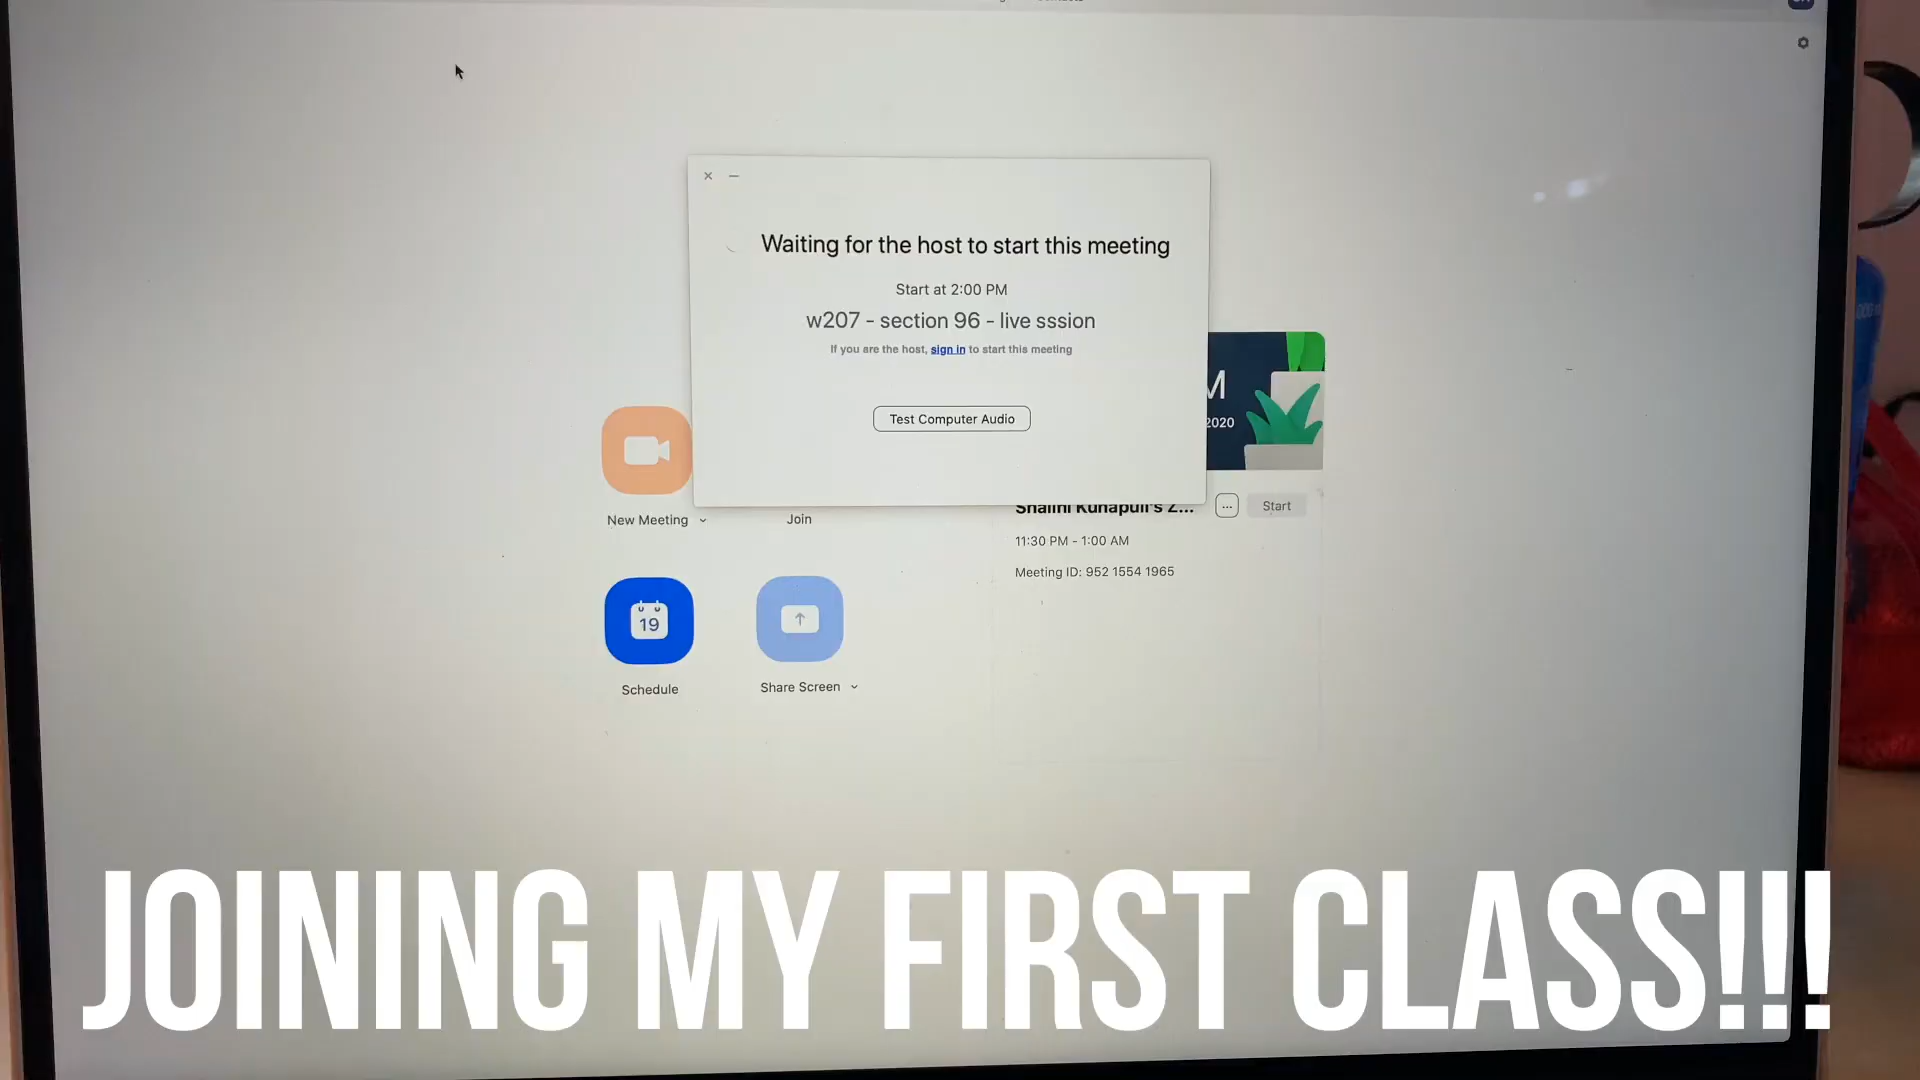 Waiting for the host to start this meeting
Start at 2:00 PM
w207 - section 96 - live sssion
If you are the host, sign in to start this meeting
Test Computer Audio
M
2020
New Meeting
Join
Shalini Kunapuli's Z...
...
Start
11:30 PM - 1:00 AM
Meeting ID: 952 1554 1965
19
Schedule
Share Screen
JOINING MY FIRST CLASS!!!